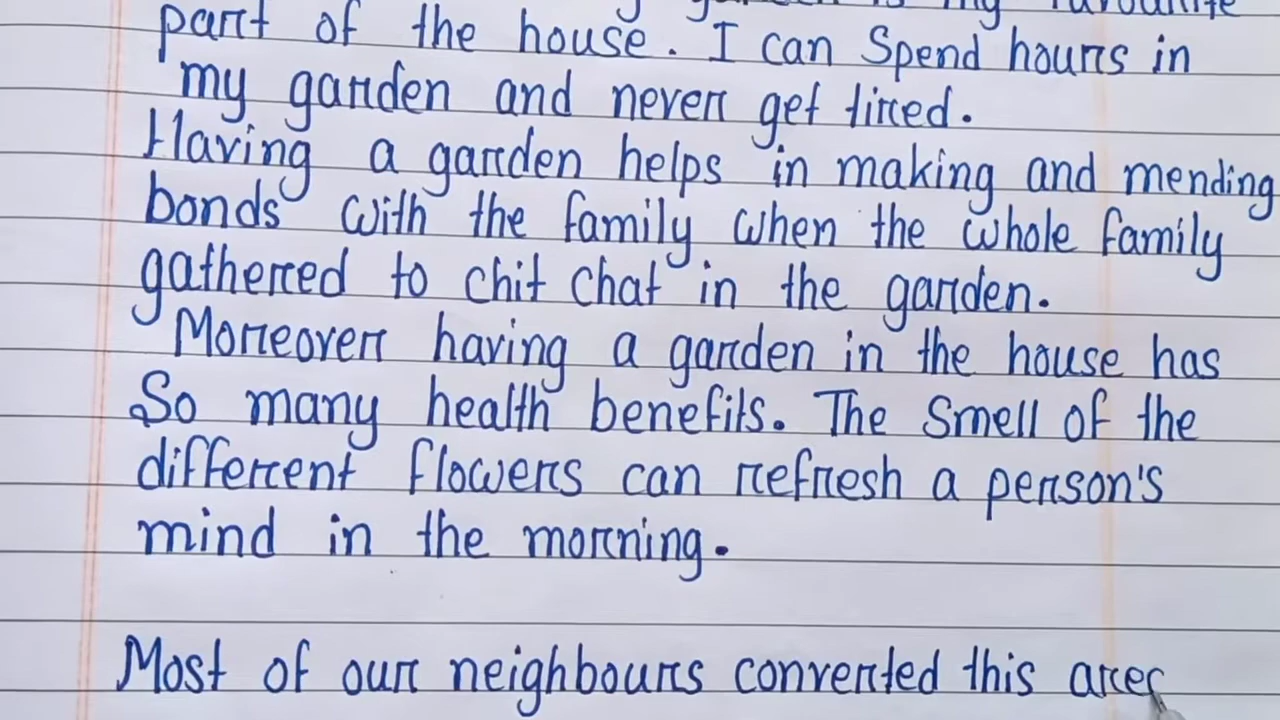 is my favourite
part of the house. I can Spend hours in
my garden and never get tired.
Having a garden helps in making and mending
bonds with the family when the whole family
gathered to chit chat in the garden.
Moreover having a garden in the house has
So many health benefits. The Smell of the
different flowers can refresh a person's
mind in the morning.
Most of our neighbours converted this area